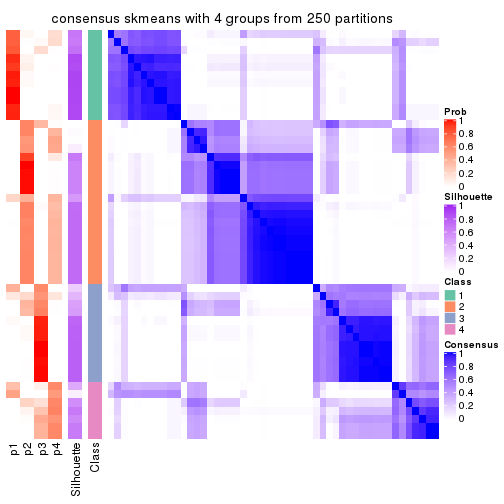 consensus skmeans with 4 groups from 250 partitions
Prob
1
0.8
0.6
0.4
0.2
0
Silhouette
1
0.8
0.6
0.4
0.2
0
Class
1
2
3
4
Consensus
1
0.8
0.6
0.4
0.2
0
p1
p2
p3
p4
Silhouette
Class